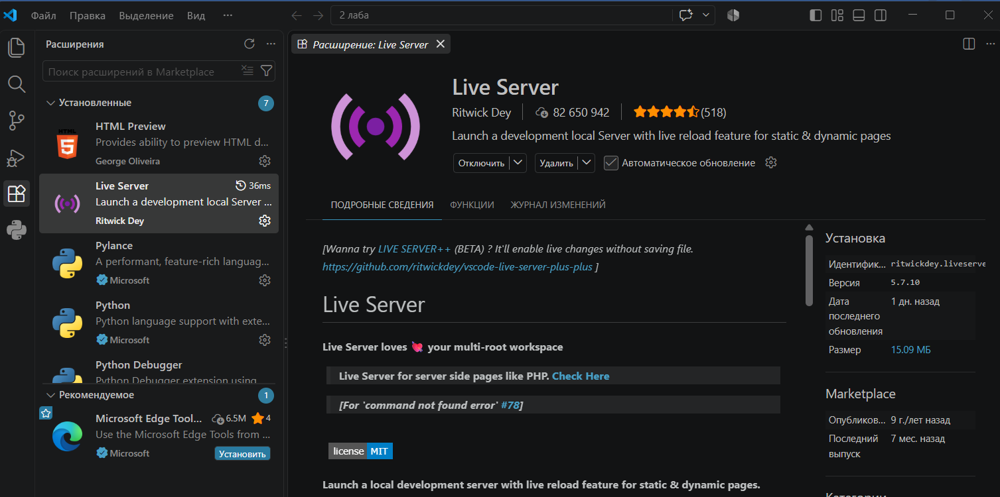 Файл Правка Выделение Вид ···
2 лаба
Расширения
Поиск расширений в Marketplace
Установленные 7
HTML Preview
Provides ability to preview HTML d...
George Oliveira
Live Server 36ms
Launch a development local Server ...
Ritwick Dey
Pylance
A performant, feature-rich languag...
Microsoft
Python
Python language support with exte...
Microsoft
Python Debugger
Python Debugger extension using
Рекомендуемое 1
Microsoft Edge Tool... 6.5M 4
Use the Microsoft Edge Tools from ...
Microsoft Установить
Расширение: Live Server
Live Server
Ritwick Dey 82 650 942 (518)
Launch a development local Server with live reload feature for static & dynamic pages
Отключить Удалить Автоматическое обновление
ПОДРОБНЫЕ СВЕДЕНИЯ ФУНКЦИИ ЖУРНАЛ ИЗМЕНЕНИЙ
[Wanna try LIVE SERVER++ (BETA) ? It'll enable live changes without saving file.
https://github.com/ritwickdey/vscode-live-server-plus-plus ]
Live Server
Live Server loves 💘 your multi-root workspace
Live Server for server side pages like PHP. Check Here
[For 'command not found error' #78]
license MIT
Launch a local development server with live reload feature for static & dynamic pages.
Установка
Идентифик... ritwickdey.liveserve
Версия 5.7.10
Дата 1 дн. назад
последнего
обновления
Размер 15.09 МБ
Marketplace
Опубликов... 9 г./лет назад
Последний 7 мес. назад
выпуск
Категории